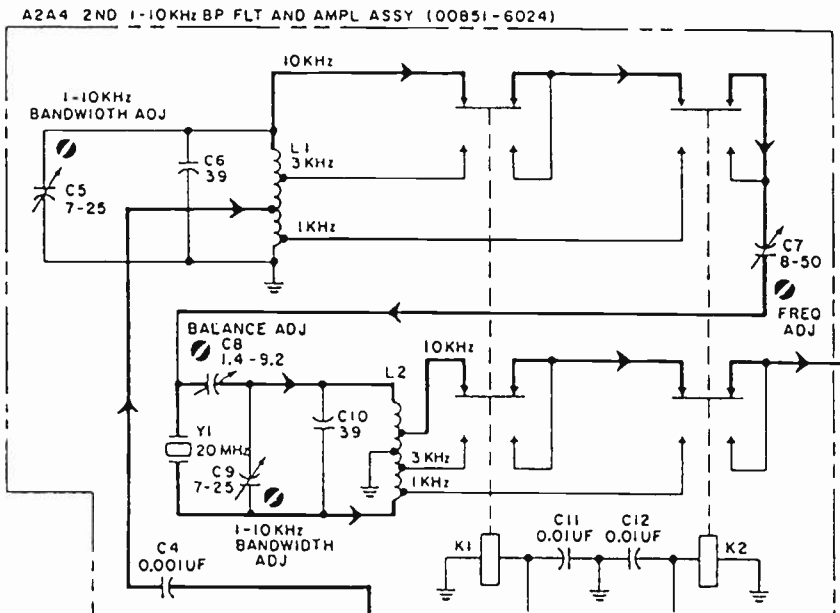 A2A4 2ND 1-10KHz BP FLT AND AMPL ASSY (00851-6024)
10KHz
1-10KHz
BANDWIDTH ADJ
L1
3KHz
C6
39
C5
7-25
1KHz
C7
8-50
FREQ
ADJ
BALANCE ADJ
C8
1.4-9.2
10KHz
L2
C10
39
Y1
20MHz
C9
7-25
3KHz
1KHz
1-10KHz
BANDWIDTH
ADJ
C11
0.01UF
C12
0.01UF
K1
K2
C4
0.001UF